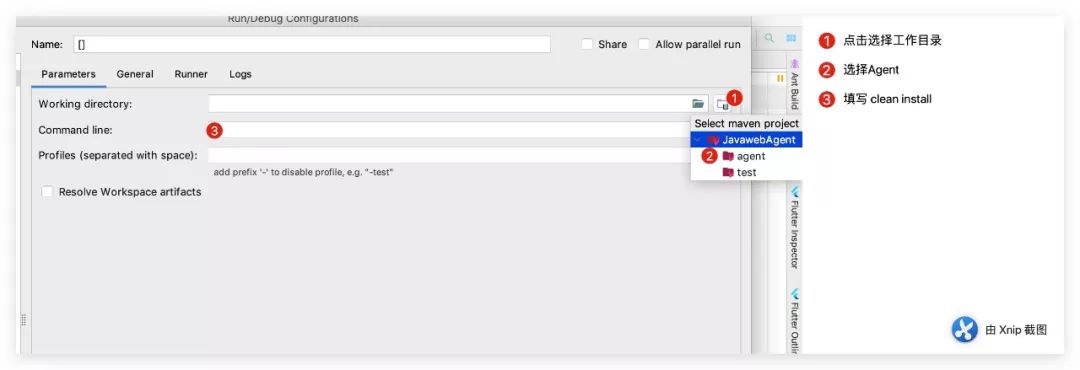 Run/Debug Configurations
Name: []
Share
Allow parallel run
1 点击选择工作目录
2 选择Agent
3 填写 clean install
Parameters General Runner Logs
Working directory:
1
Command line:
3
Select maven project
JavawebAgent
2 agent
test
Profiles (separated with space):
add prefix '-' to disable profile, e.g. "-test"
Resolve Workspace artifacts
Ant Build
Flutter Inspector
Flutter Outlin
由 Xnip 截图